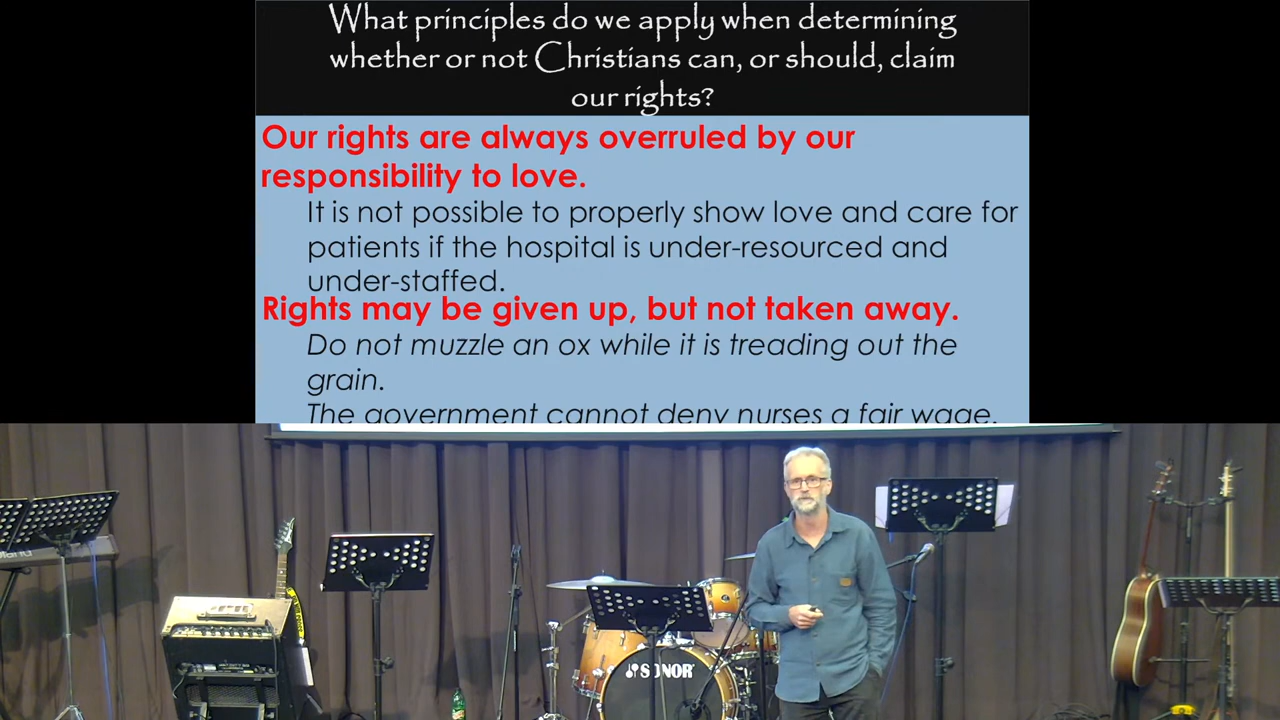 What principles do we apply when determining
whether or not Christians can, or should, claim
our rights?
Our rights are always overruled by our
responsibility to love.
It is not possible to properly show love and care for
patients if the hospital is under-resourced and
under-staffed.
Rights may be given up, but not taken away.
Do not muzzle an ox while it is treading out the
grain.
The government cannot deny nurses a fair wage.
SONOR